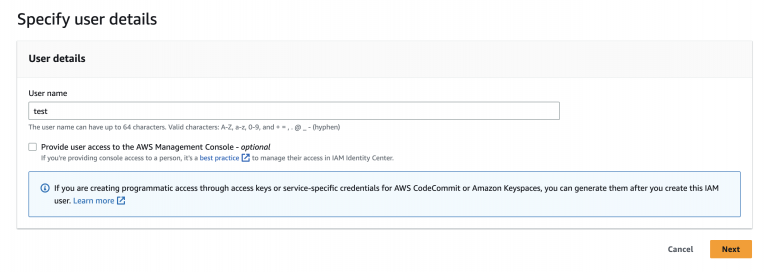 Specify user details
User details
User name
test
The user name can have up to 64 characters. Valid characters: A-Z, a-z, 0-9, and + = , . @ _ - (hyphen)
Provide user access to the AWS Management Console - optional
If you're providing console access to a person, it's a best practice to manage their access in IAM Identity Center.
If you are creating programmatic access through access keys or service-specific credentials for AWS CodeCommit or Amazon Keyspaces, you can generate them after you create this IAM
user. Learn more
Cancel
Next